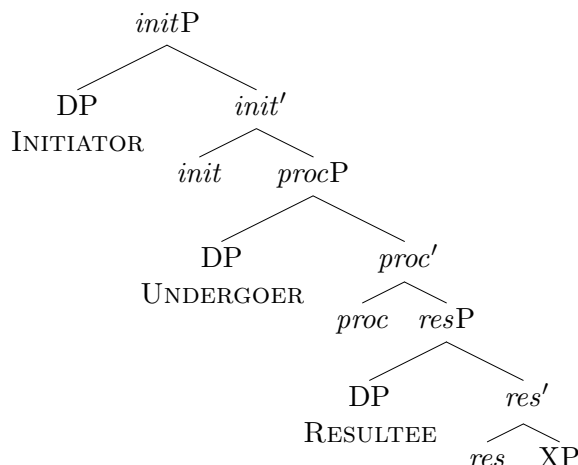 initP
DP init′
INITIATOR
init procP
DP proc′
UNDERGOER
proc resP
DP res′
RESULTEE
res XP